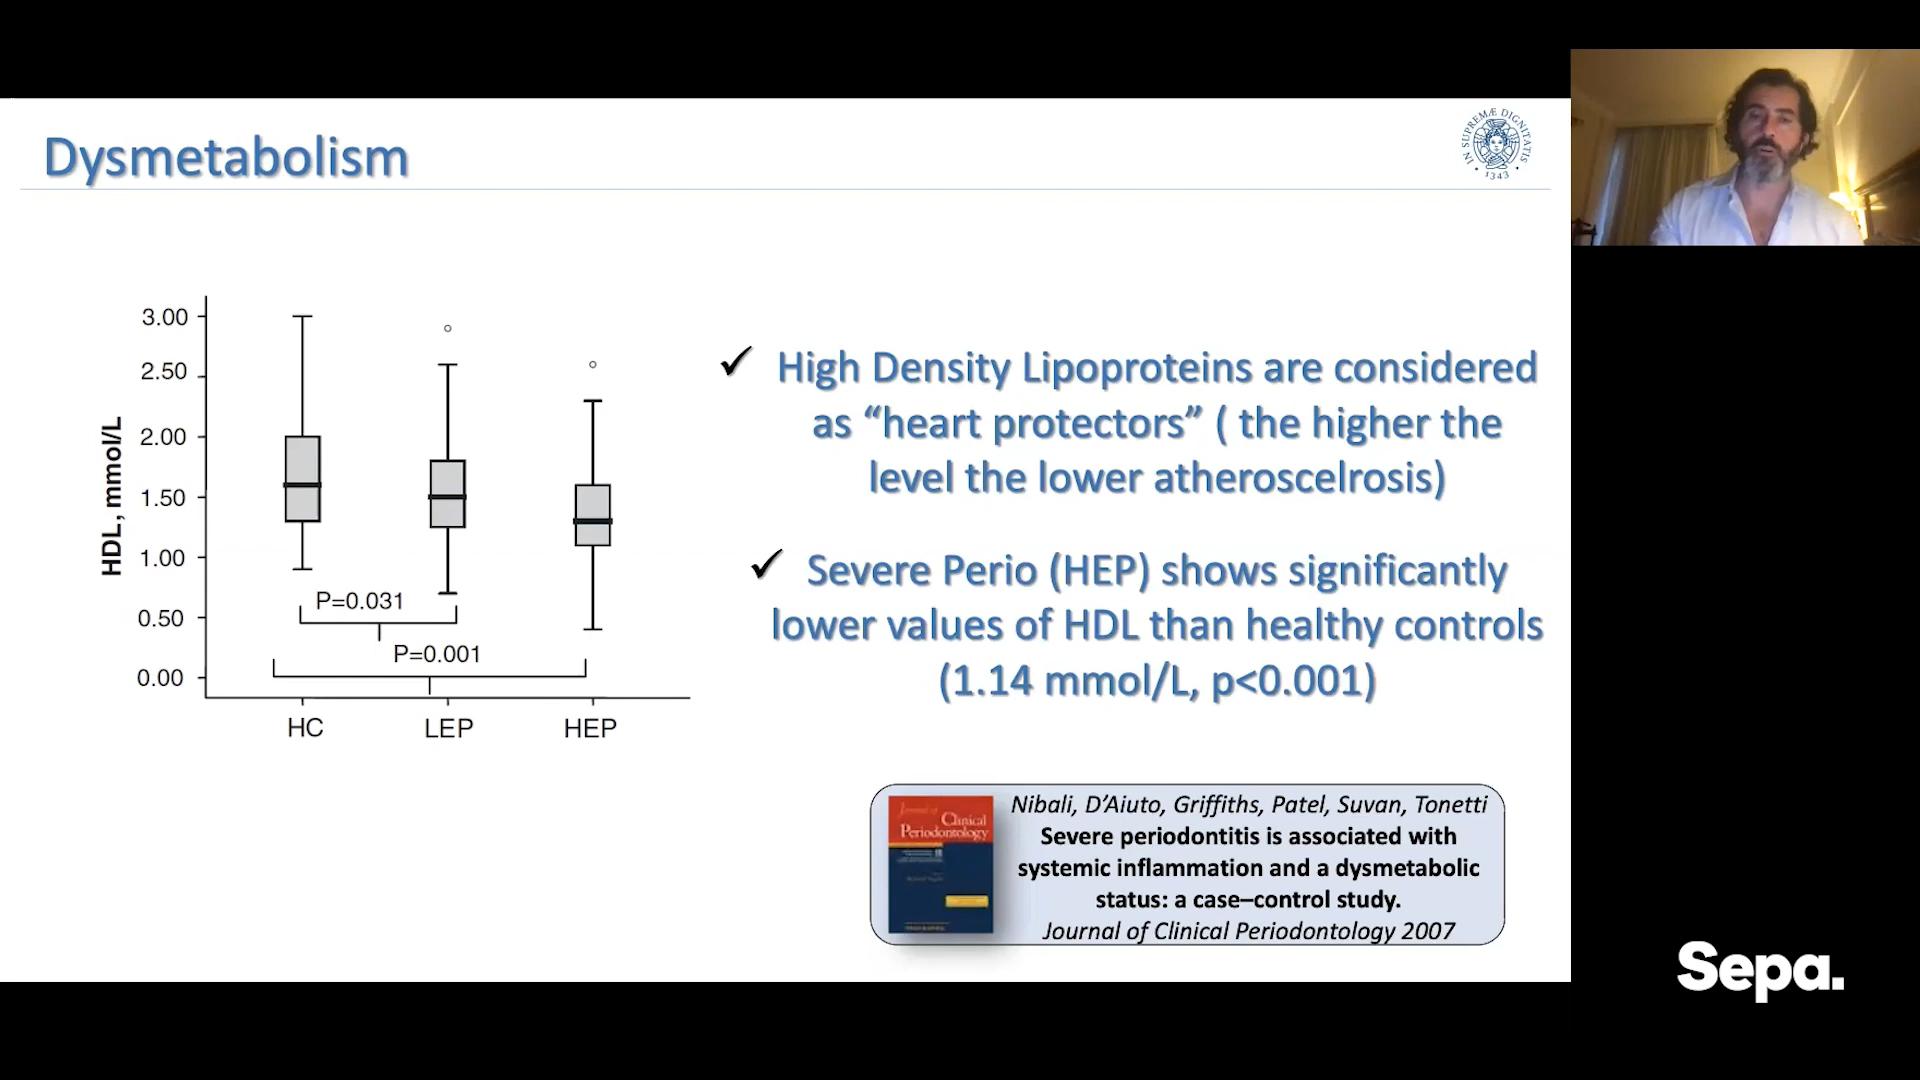 Dysmetabolism
IN SUPREMÆ DIGNITATIS
• 1343 •
HDL, mmol/L
3.00
2.50
2.00
1.50
1.00
0.50
0.00
P=0.031
P=0.001
HC LEP HEP
✓ High Density Lipoproteins are considered
as “heart protectors” ( the higher the
level the lower atheroscelrosis)
✓ Severe Perio (HEP) shows significantly
lower values of HDL than healthy controls
(1.14 mmol/L, p<0.001)
Journal of
Clinical
Periodontology
Nibali, D’Aiuto, Griffiths, Patel, Suvan, Tonetti
Severe periodontitis is associated with
systemic inflammation and a dysmetabolic
status: a case–control study.
Journal of Clinical Periodontology 2007
Sepa.